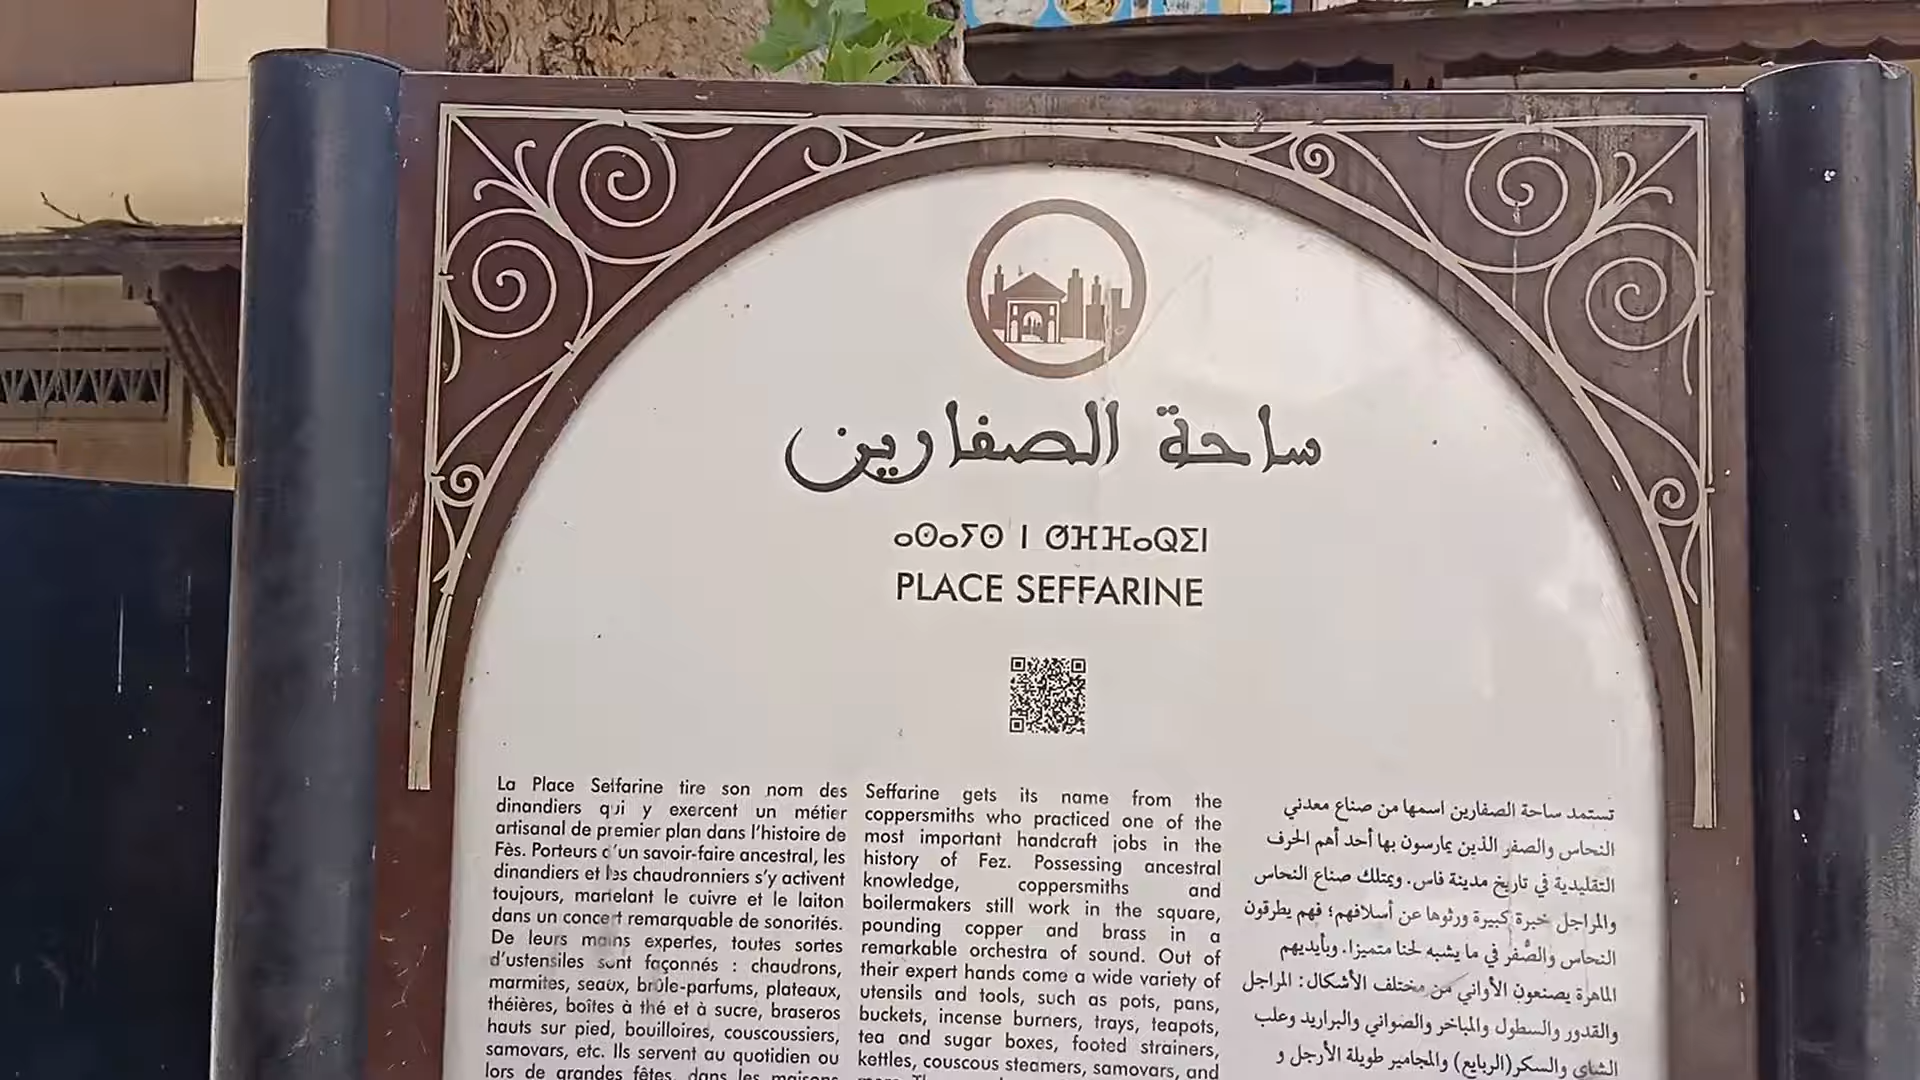 ساحة الصفارين
ⴰⵙⴰⵢⵙ ⵏ ⵚⴼⴼⴰⵕⵉⵏ
PLACE SEFFARINE
La Place Seffarine tire son nom des
dinandiers qui y exercent un métier
artisanal de premier plan dans l'histoire de
Fès. Porteurs d'un savoir-faire ancestral, les
dinandiers et les chaudronniers s'y activent
toujours, martelant le cuivre et le laiton
dans un concert remarquable de sonorités.
De leurs mains expertes, toutes sortes
d'ustensiles sont façonnés : chaudrons,
marmites, seaux, brûle-parfums, plateaux,
théières, boîtes à thé et à sucre, braseros
hauts sur pied, bouilloires, couscoussiers,
samovars, etc. Ils servent au quotidien ou
lors de grandes fêtes, dans les maisons
Seffarine gets its name from the
coppersmiths who practiced one of the
most important handcraft jobs in the
history of Fez. Possessing ancestral
knowledge, coppersmiths and
boilermakers still work in the square,
pounding copper and brass in a
remarkable orchestra of sound. Out of
their expert hands come a wide variety of
utensils and tools, such as pots, pans,
buckets, incense burners, trays, teapots,
tea and sugar boxes, footed strainers,
kettles, couscous steamers, samovars, and
تستمد ساحة الصفارين اسمها من صناع معدني
النحاس والصفر الذين يمارسون بها أحد أهم الحرف
التقليدية في تاريخ مدينة فاس. ويمتلك صناع النحاس
والمراجل خبرة كبيرة ورثوها عن أسلافهم؛ فهم يطرقون
النحاس والصُّفر في ما يشبه لحنا متميزا. وبأيديهم
الماهرة يصنعون الأواني من مختلف الأشكال: المراجل
والقدور والسطول والمباخر والصواني والبراريد وعلب
الشاي والسكر(الربايع) والمجامير طويلة الأرجل و